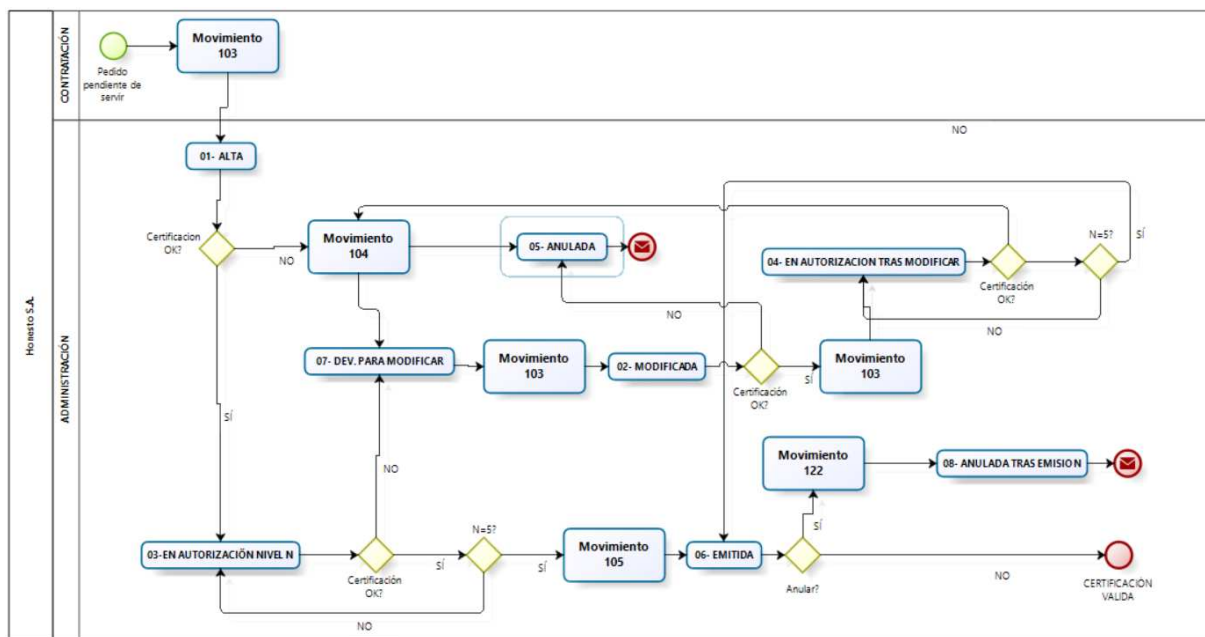 Honesto S.A.
CONTRATACIÓN
Pedido
pendiente de
servir
Movimiento
103
ADMINISTRACIÓN
NO
01- ALTA
Certificacion
OK?
NO
SÍ
Movimiento
104
05- ANULADA
NO
04- EN AUTORIZACION TRAS MODIFICAR
Certificación
OK?
N=5?
SÍ
NO
07- DEV. PARA MODIFICAR
Movimiento
103
02- MODIFICADA
Certificación
OK?
SÍ
Movimiento
103
NO
Movimiento
122
08- ANULADA TRAS EMISION
SÍ
03-EN AUTORIZACIÓN NIVEL N
Certificación
OK?
SÍ
N=5?
SÍ
NO
Movimiento
105
06- EMITIDA
Anular?
NO
CERTIFICACIÓN
VALIDA